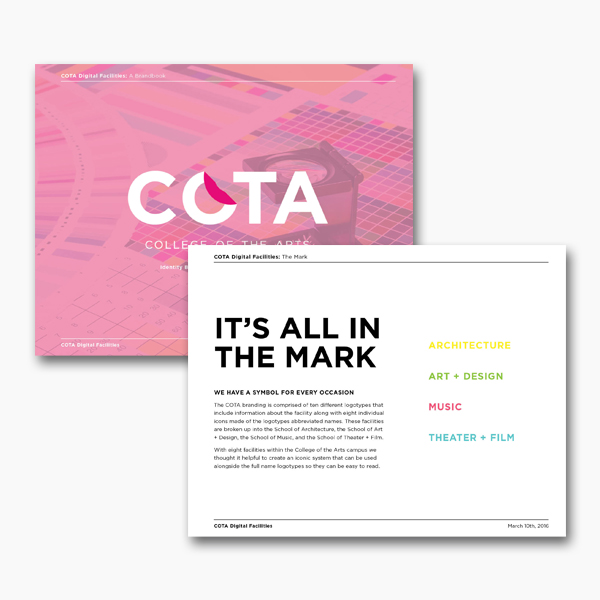 COTA Digital Facilities: A Brandbook
COTA
COLLEGE OF THE ARTS
Identity
COTA Digital Facilities
COTA Digital Facilities: The Mark
IT'S ALL IN
THE MARK
WE HAVE A SYMBOL FOR EVERY OCCASION
The COTA branding is comprised of ten different logotypes that
include information about the facility along with eight individual
icons made of the logotypes abbreviated names. These facilities
are broken up into the School of Architecture, the School of Art
+ Design, the School of Music, and the School of Theater + Film.
With eight facilities within the College of the Arts campus we
thought it helpful to create an iconic system that can be used
alongside the full name logotypes so they can be easy to read.
ARCHITECTURE
ART + DESIGN
MUSIC
THEATER + FILM
COTA Digital Facilities
March 10th, 2016